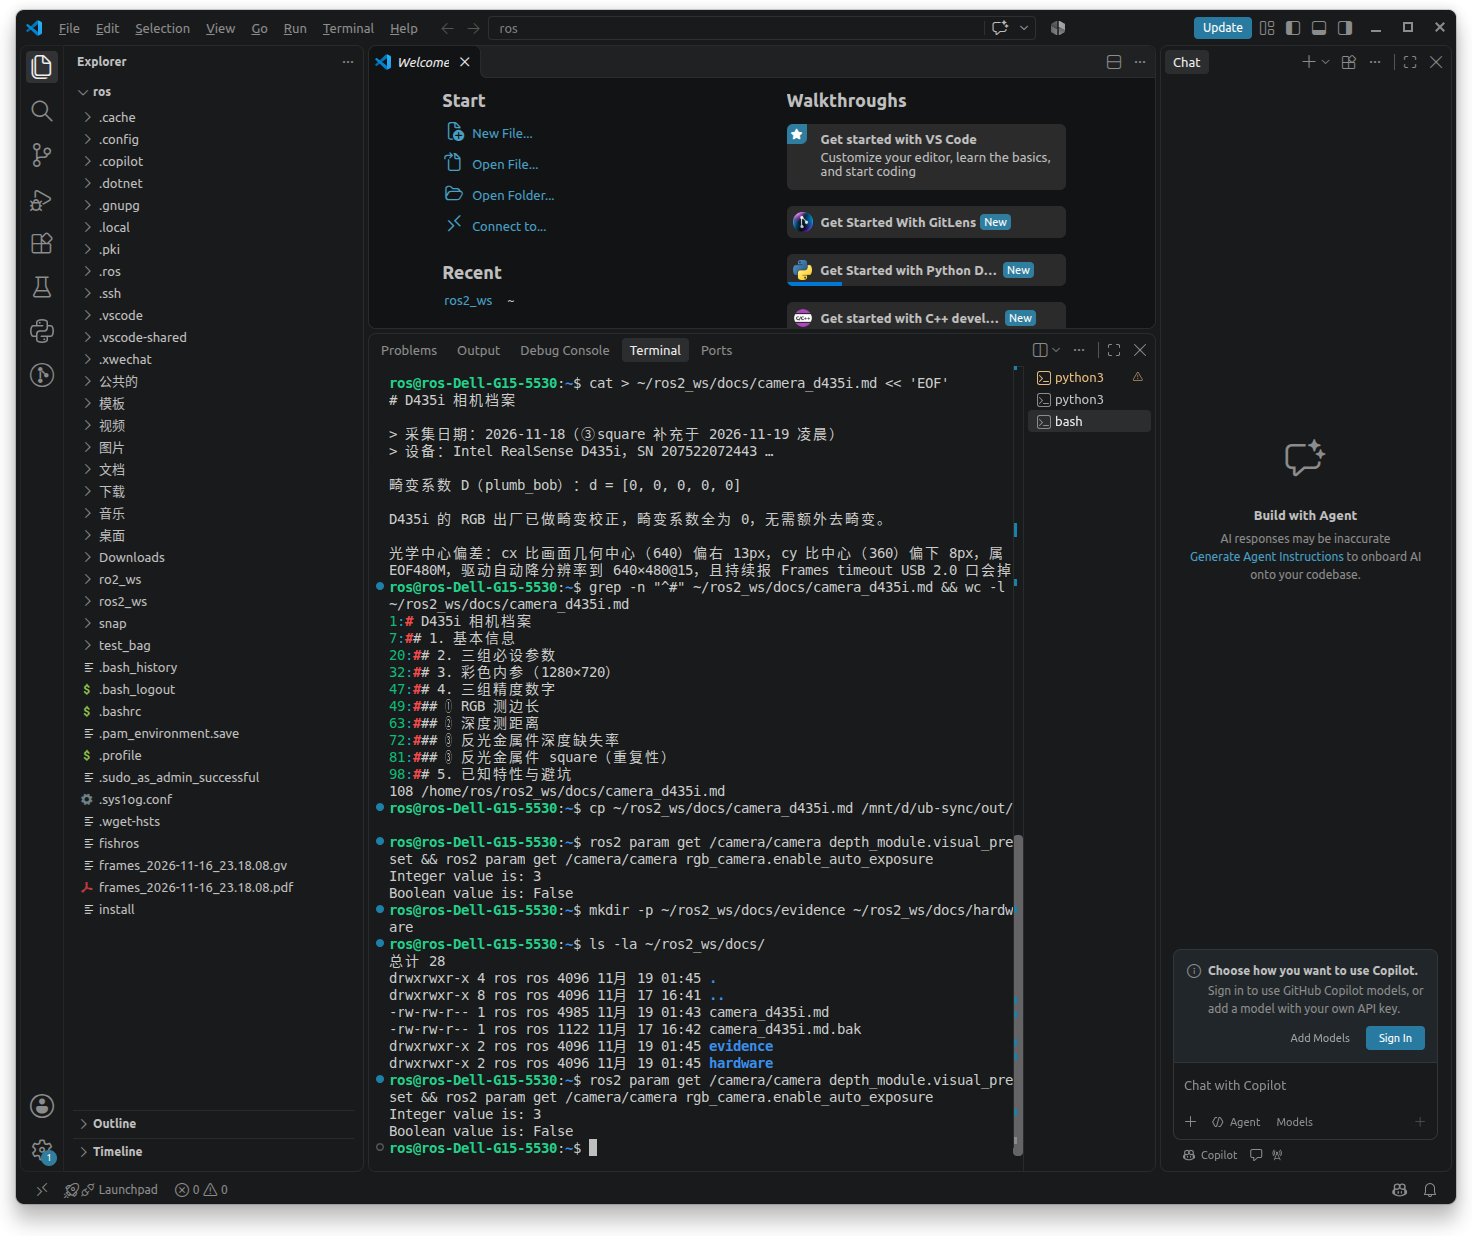 File Edit Selection View Go Run Terminal Help
ros
Update
Explorer
ros
.cache
.config
.copilot
.dotnet
.gnupg
.local
.pki
.ros
.ssh
.vscode
.vscode-shared
.xwechat
公共的
模板
视频
图片
文档
下载
音乐
桌面
Downloads
ro2_ws
ros2_ws
snap
test_bag
.bash_history
.bash_logout
.bashrc
.pam_environment.save
.profile
.sudo_as_admin_successful
.sys1og.conf
.wget-hsts
fishros
frames_2026-11-16_23.18.08.gv
frames_2026-11-16_23.18.08.pdf
install
Outline
Timeline
Welcome
Start
New File...
Open File...
Open Folder...
Connect to...
Recent
ros2_ws ~
Walkthroughs
Get started with VS Code
Customize your editor, learn the basics,
and start coding
Get Started With GitLens New
Get Started with Python D... New
Get started with C++ devel... New
Problems Output Debug Console Terminal Ports
ros@ros-Dell-G15-5530:~$ cat > ~/ros2_ws/docs/camera_d435i.md << 'EOF'
# D435i 相机档案
> 采集日期：2026-11-18（③square 补充于 2026-11-19 凌晨）
> 设备：Intel RealSense D435i，SN 207522072443 …
畸变系数 D（plumb_bob）：d = [0, 0, 0, 0, 0]
D435i 的 RGB 出厂已做畸变校正，畸变系数全为 0，无需额外去畸变。
光学中心偏差：cx 比画面几何中心（640）偏右 13px，cy 比中心（360）偏下 8px，属
EOF480M，驱动自动降分辨率到 640×480@15，且持续报 Frames timeout USB 2.0 口会掉
ros@ros-Dell-G15-5530:~$ grep -n "^#" ~/ros2_ws/docs/camera_d435i.md && wc -l
~/ros2_ws/docs/camera_d435i.md
1:# D435i 相机档案
7:## 1. 基本信息
20:## 2. 三组必设参数
32:## 3. 彩色内参（1280×720）
47:## 4. 三组精度数字
49:### ① RGB 测边长
63:### ② 深度测距离
72:### ③ 反光金属件深度缺失率
81:### ③ 反光金属件 square（重复性）
98:## 5. 已知特性与避坑
108 /home/ros/ros2_ws/docs/camera_d435i.md
ros@ros-Dell-G15-5530:~$ cp ~/ros2_ws/docs/camera_d435i.md /mnt/d/ub-sync/out/
ros@ros-Dell-G15-5530:~$ ros2 param get /camera/camera depth_module.visual_pre
set && ros2 param get /camera/camera rgb_camera.enable_auto_exposure
Integer value is: 3
Boolean value is: False
ros@ros-Dell-G15-5530:~$ mkdir -p ~/ros2_ws/docs/evidence ~/ros2_ws/docs/hardw
are
ros@ros-Dell-G15-5530:~$ ls -la ~/ros2_ws/docs/
总计 28
drwxrwxr-x 4 ros ros 4096 11月 19 01:45 .
drwxrwxr-x 8 ros ros 4096 11月 17 16:41 ..
-rw-rw-r-- 1 ros ros 4985 11月 19 01:43 camera_d435i.md
-rw-rw-r-- 1 ros ros 1122 11月 17 16:42 camera_d435i.md.bak
drwxrwxr-x 2 ros ros 4096 11月 19 01:45 evidence
drwxrwxr-x 2 ros ros 4096 11月 19 01:45 hardware
ros@ros-Dell-G15-5530:~$ ros2 param get /camera/camera depth_module.visual_pre
set && ros2 param get /camera/camera rgb_camera.enable_auto_exposure
Integer value is: 3
Boolean value is: False
ros@ros-Dell-G15-5530:~$
python3
python3
bash
Chat
Build with Agent
AI responses may be inaccurate
Generate Agent Instructions to onboard AI
onto your codebase.
Choose how you want to use Copilot.
Sign in to use GitHub Copilot models, or
add a model with your own API key.
Add Models Sign In
Chat with Copilot
Agent Models
Copilot
1
Launchpad 0 0